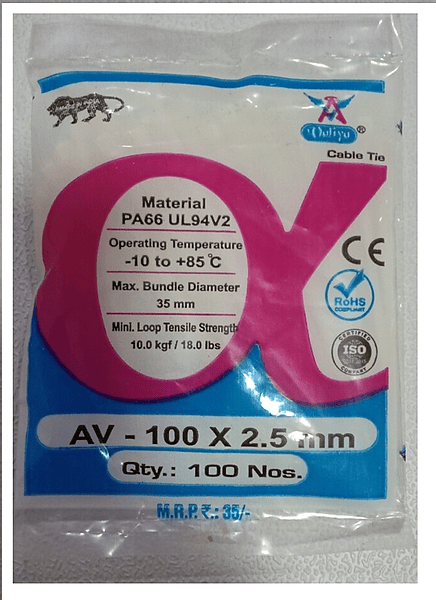 Valiya ®
Cable Tie
Material
PA66 UL94V2
Operating Temperature
-10 to +85℃
Max. Bundle Diameter
35 mm
Mini. Loop Tensile Strength
10.0 kgf / 18.0 lbs
CE
RoHS
COMPLIANT
CERTIFIED
ISO
COMPANY
AV - 100 X 2.5 mm
Qty.: 100 Nos.
M.R.P. ₹.: 35/-